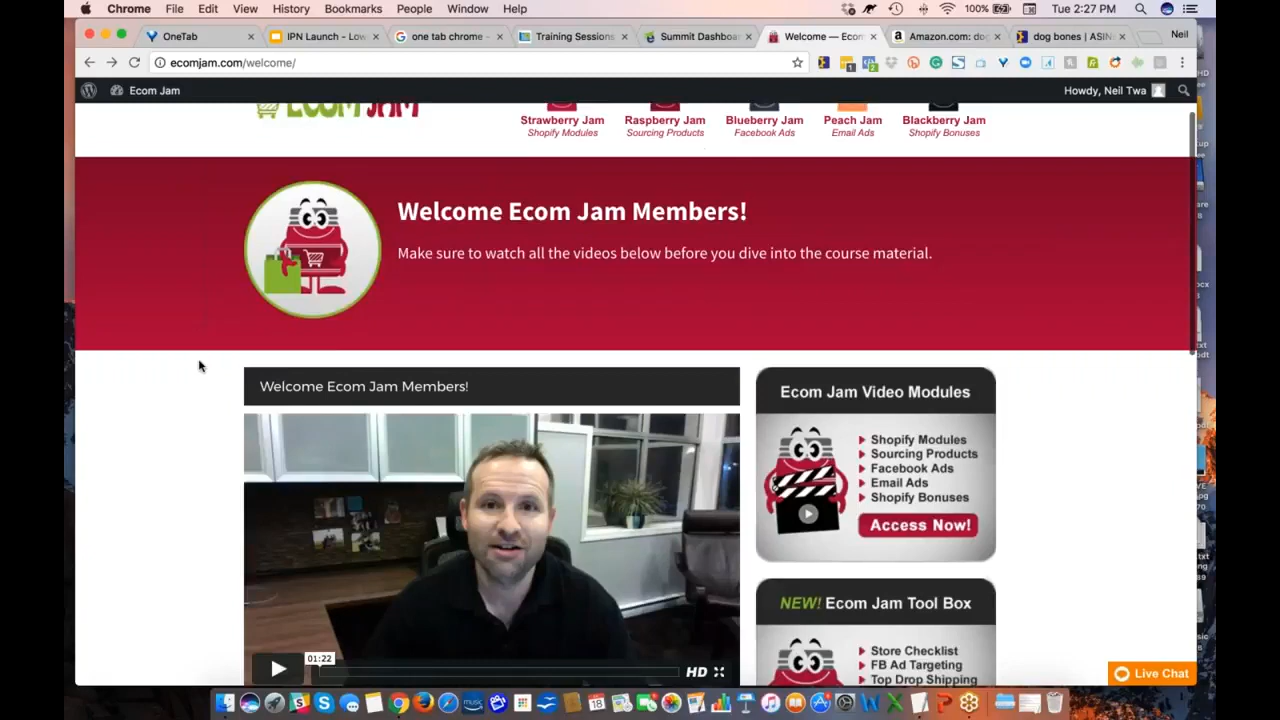 Chrome File Edit View History Bookmarks People Window Help 100% Tue 2:27 PM
OneTab IPN Launch - Low one tab chrome - Training Sessions Summit Dashboa Welcome — Ecom Amazon.com: dog dog bones | ASIN Neil
ecomjam.com/welcome/
Ecom Jam Howdy, Neil Twa
ECOM JAM
Strawberry Jam Raspberry Jam Blueberry Jam Peach Jam Blackberry Jam
Shopify Modules Sourcing Products Facebook Ads Email Ads Shopify Bonuses
Welcome Ecom Jam Members!
Make sure to watch all the videos below before you dive into the course material.
Welcome Ecom Jam Members!
Ecom Jam Video Modules
Shopify Modules
Sourcing Products
Facebook Ads
Email Ads
Shopify Bonuses
Access Now!
NEW! Ecom Jam Tool Box
Store Checklist
FB Ad Targeting
Top Drop Shipping
01:22
HD
Live Chat